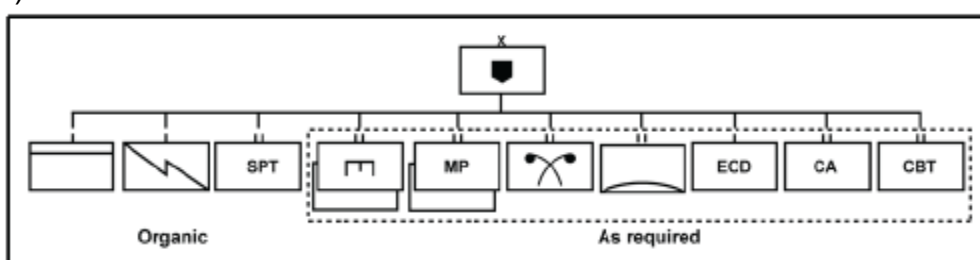 X
SPT
MP
ECD
CA
CBT
Organic
As required